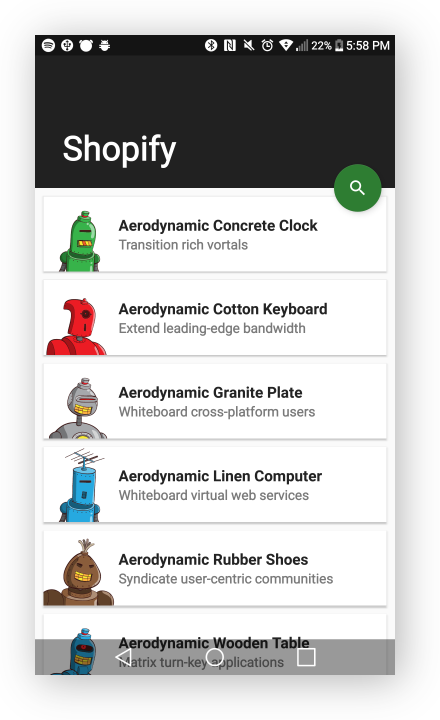 22% 5:58 PM
Shopify
Aerodynamic Concrete Clock
Transition rich vortals
Aerodynamic Cotton Keyboard
Extend leading-edge bandwidth
Aerodynamic Granite Plate
Whiteboard cross-platform users
Aerodynamic Linen Computer
Whiteboard virtual web services
Aerodynamic Rubber Shoes
Syndicate user-centric communities
Aerodynamic Wooden Table
Matrix turn-key applications